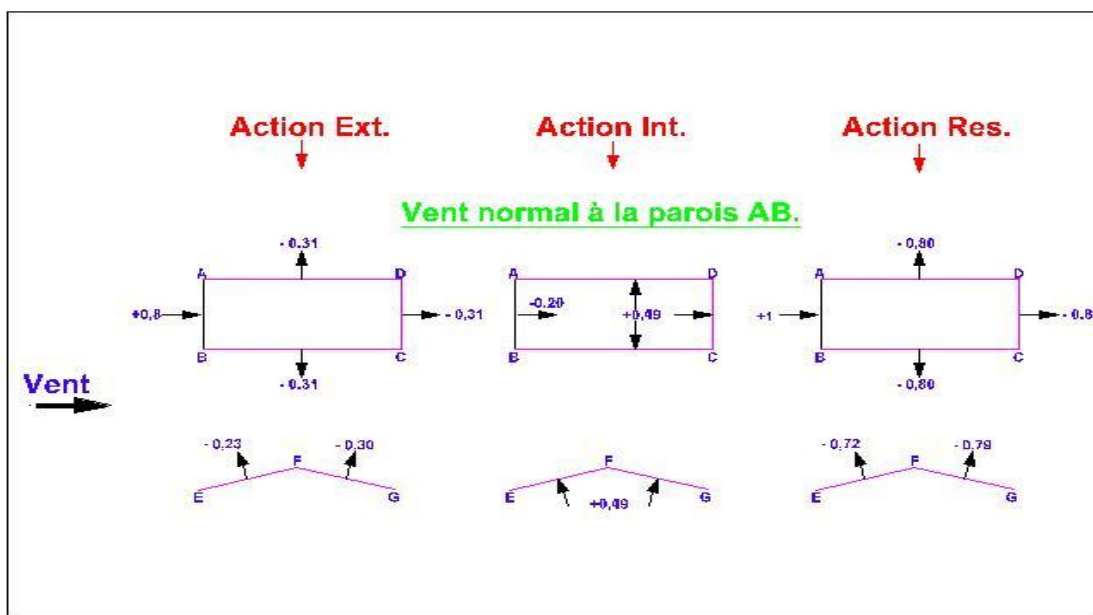 Action Ext. Action Int. Action Res.
Vent normal à la parois AB.
- 0.31 - 0,80
A D A D A D
+0,8 - 0,31 -0.20 +0,49 +1 - 0.8
B C B C B C
- 0.31 - 0,80
Vent
- 0,23 - 0,30 - 0,72 - 0,79
F F F
E G E G E G
+0,49